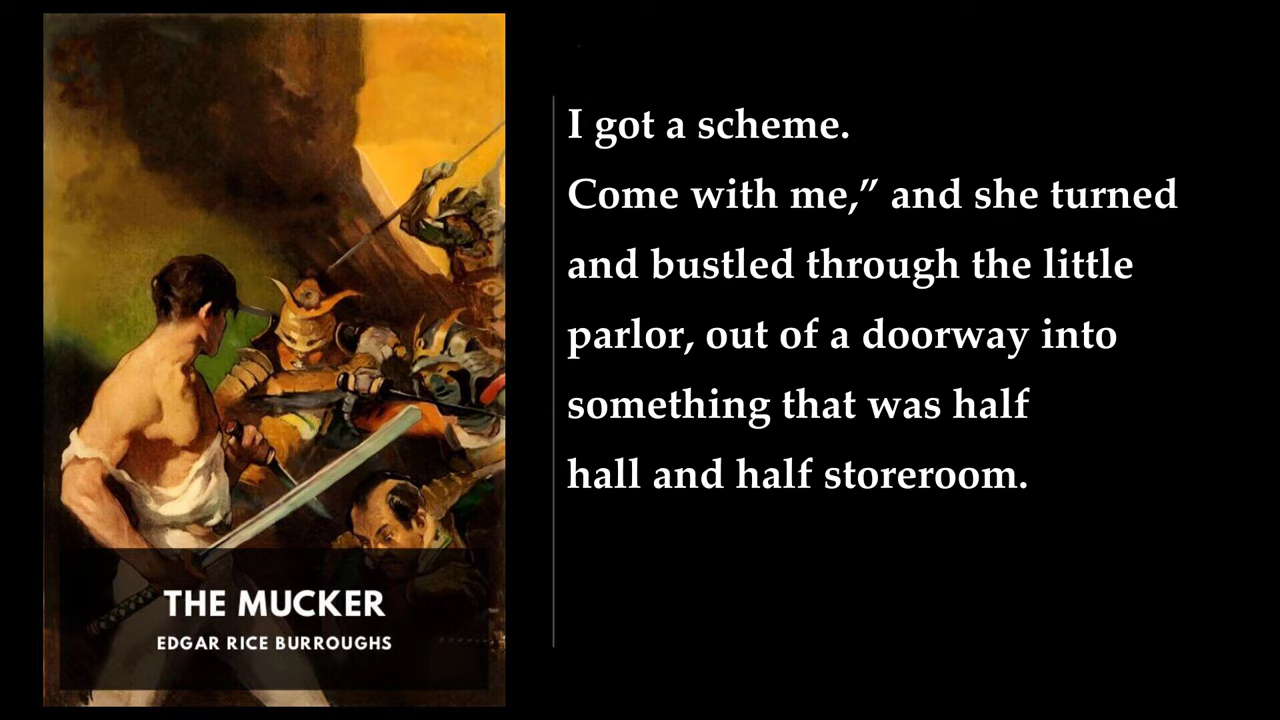 I got a scheme.
Come with me,” and she turned
and bustled through the little
parlor, out of a doorway into
something that was half
hall and half storeroom.
THE MUCKER
EDGAR RICE BURROUGHS